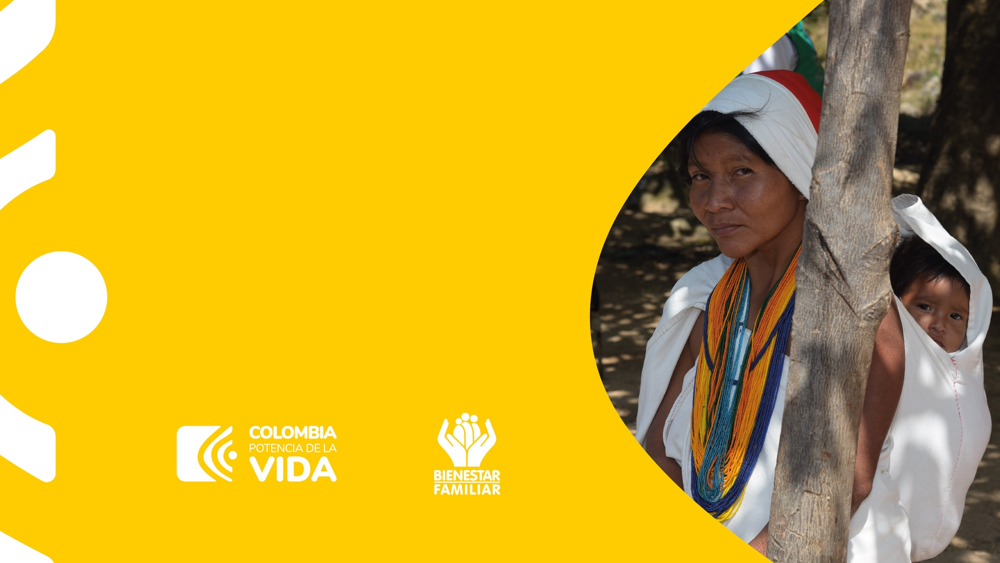 COLOMBIA
POTENCIA DE LA
VIDA
BIENESTAR
FAMILIAR